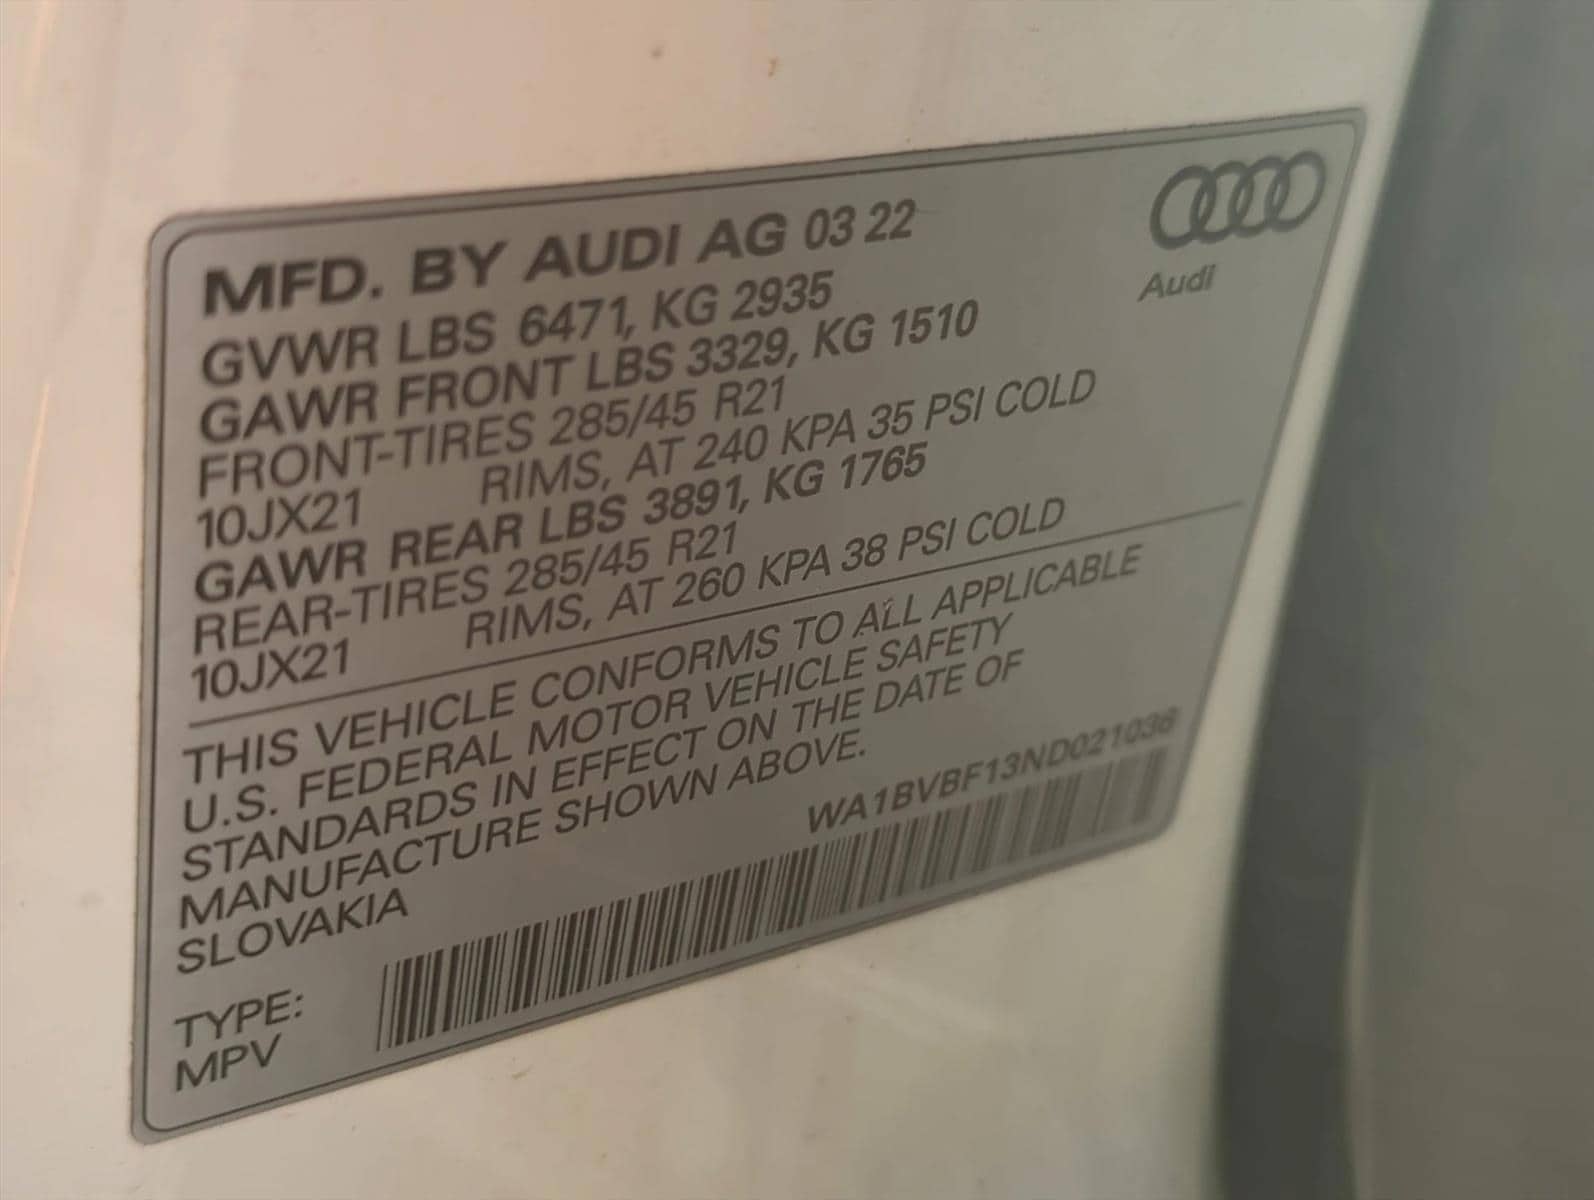 MFD. BY AUDI AG 03 22
GVWR LBS 6471, KG 2935
GAWR FRONT LBS 3329, KG 1510
FRONT-TIRES 285/45 R21
10JX21 RIMS, AT 240 KPA 35 PSI COLD
GAWR REAR LBS 3891, KG 1765
REAR-TIRES 285/45 R21
10JX21 RIMS, AT 260 KPA 38 PSI COLD
Audi
THIS VEHICLE CONFORMS TO ALL APPLICABLE
U.S. FEDERAL MOTOR VEHICLE SAFETY
STANDARDS IN EFFECT ON THE DATE OF
MANUFACTURE SHOWN ABOVE.
SLOVAKIA
WA1BVBF13ND021036
TYPE:
MPV